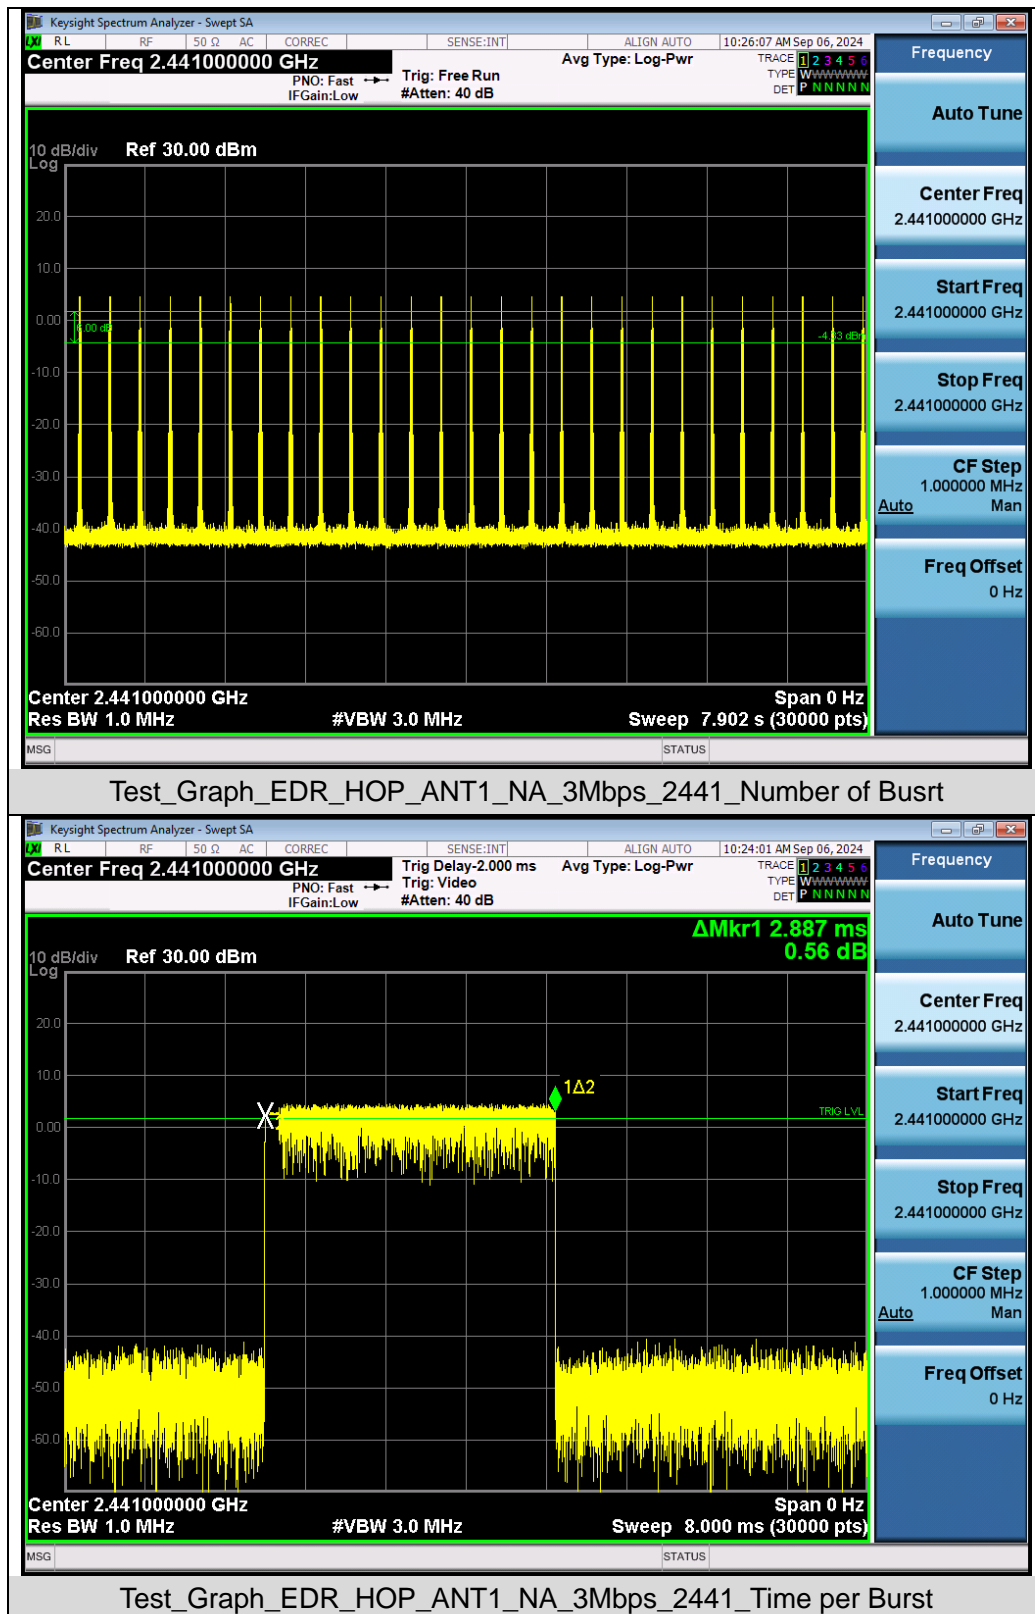 Keysight Spectrum Analyzer - Swept SA
LXI RL RF 50 Ω AC CORREC SENSE:INT ALIGN AUTO 10:26:07 AM Sep 06, 2024
Center Freq 2.441000000 GHz
PNO: Fast
IFGain:Low
Trig: Free Run
#Atten: 40 dB
Avg Type: Log-Pwr
TRACE 1 2 3 4 5 6
TYPE W W W W W W
DET P N N N N N
10 dB/div
Log
Ref 30.00 dBm
20.0
10.0
0.00
6.00 dB
-4.33 dBm
-10.0
-20.0
-30.0
-40.0
-50.0
-60.0
Center 2.441000000 GHz Span 0 Hz
Res BW 1.0 MHz #VBW 3.0 MHz Sweep 7.902 s (30000 pts)
MSG STATUS
Frequency
Auto Tune
Center Freq
2.441000000 GHz
Start Freq
2.441000000 GHz
Stop Freq
2.441000000 GHz
CF Step
1.000000 MHz
Auto Man
Freq Offset
0 Hz
Test_Graph_EDR_HOP_ANT1_NA_3Mbps_2441_Number of Busrt
Keysight Spectrum Analyzer - Swept SA
LXI RL RF 50 Ω AC CORREC SENSE:INT ALIGN AUTO 10:24:01 AM Sep 06, 2024
Center Freq 2.441000000 GHz
PNO: Fast
IFGain:Low
Trig Delay-2.000 ms
Trig: Video
#Atten: 40 dB
Avg Type: Log-Pwr
TRACE 1 2 3 4 5 6
TYPE W W W W W W
DET P N N N N N
ΔMkr1 2.887 ms
0.56 dB
10 dB/div
Log
Ref 30.00 dBm
20.0
10.0
0.00
1Δ2
TRIG LVL
-10.0
-20.0
-30.0
-40.0
-50.0
-60.0
Center 2.441000000 GHz Span 0 Hz
Res BW 1.0 MHz #VBW 3.0 MHz Sweep 8.000 ms (30000 pts)
MSG STATUS
Frequency
Auto Tune
Center Freq
2.441000000 GHz
Start Freq
2.441000000 GHz
Stop Freq
2.441000000 GHz
CF Step
1.000000 MHz
Auto Man
Freq Offset
0 Hz
Test_Graph_EDR_HOP_ANT1_NA_3Mbps_2441_Time per Burst